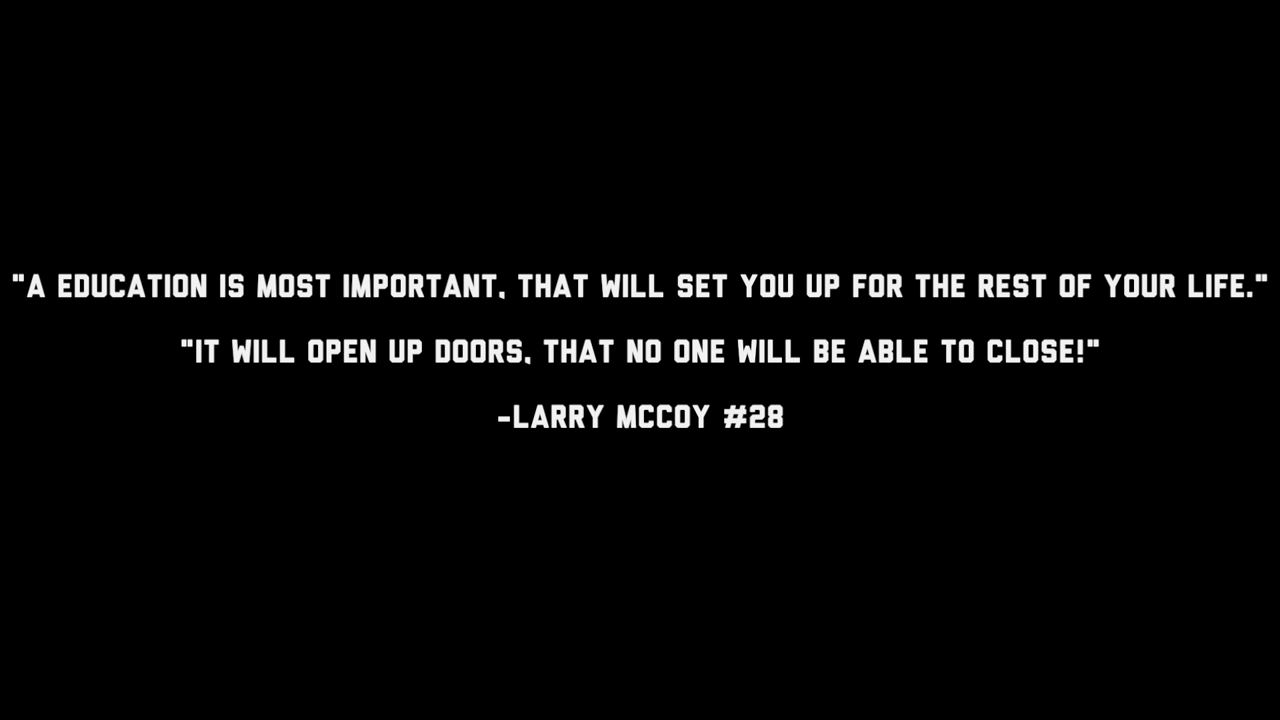 "A EDUCATION IS MOST IMPORTANT, THAT WILL SET YOU UP FOR THE REST OF YOUR LIFE."
"IT WILL OPEN UP DOORS, THAT NO ONE WILL BE ABLE TO CLOSE!"
-LARRY MCCOY #28